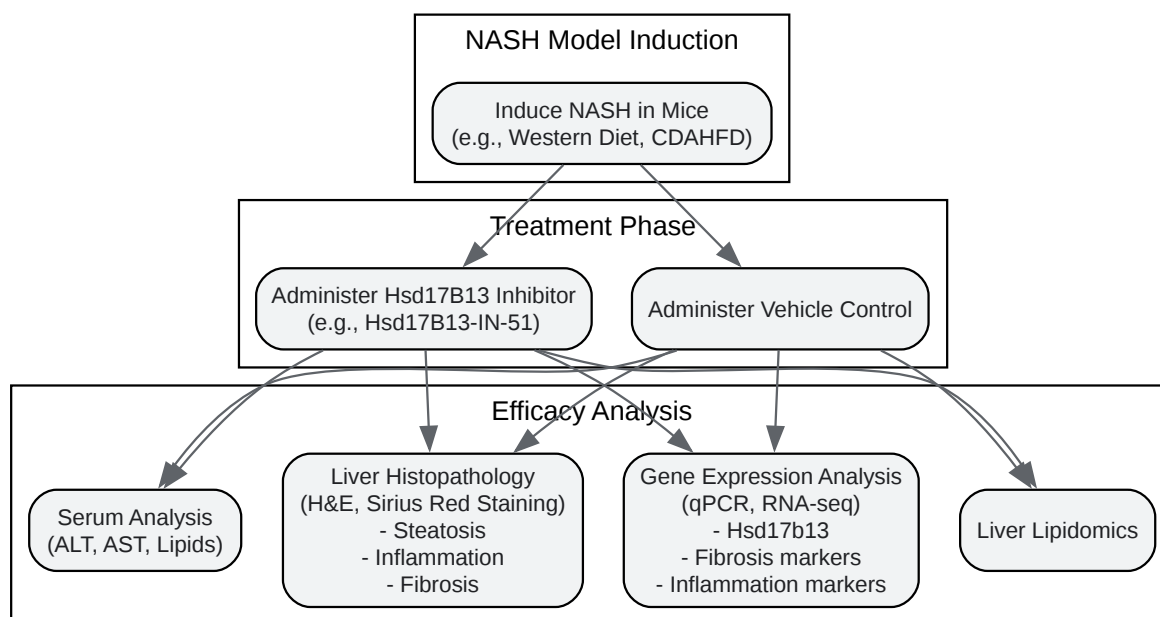 NASH Model Induction
Induce NASH in Mice
(e.g., Western Diet, CDAHFD)
Treatment Phase
Administer Hsd17B13 Inhibitor
(e.g., Hsd17B13-IN-51)
Administer Vehicle Control
Efficacy Analysis
Serum Analysis
(ALT, AST, Lipids)
Liver Histopathology
(H&E, Sirius Red Staining)
- Steatosis
- Inflammation
- Fibrosis
Gene Expression Analysis
(qPCR, RNA-seq)
- Hsd17b13
- Fibrosis markers
- Inflammation markers
Liver Lipidomics